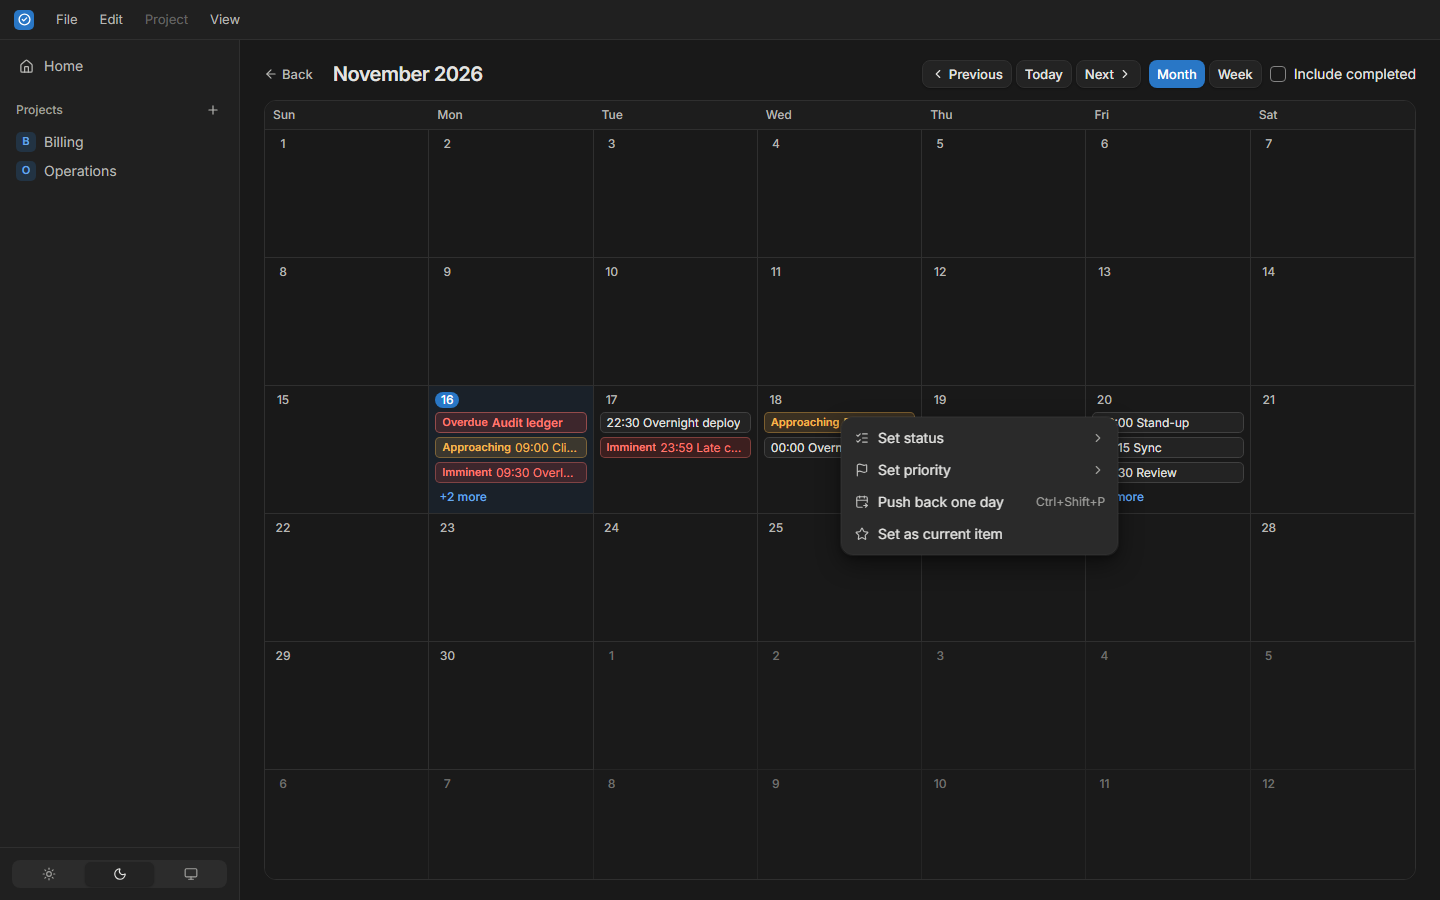 File Edit Project View
Home
Projects
B Billing
O Operations
Back November 2026 Previous Today Next Month Week Include completed
Sun Mon Tue Wed Thu Fri Sat
1 2 3 4 5 6 7
8 9 10 11 12 13 14
15 16 17 18 19 20 21
Overdue Audit ledger
Approaching 09:00 Cli...
Imminent 09:30 Overl...
+2 more
22:30 Overnight deploy
Imminent 23:59 Late c...
Approaching
00:00
:00 Stand-up
15 Sync
30 Review
more
Set status
Set priority
Push back one day Ctrl+Shift+P
Set as current item
22 23 24 25 28
29 30 1 2 3 4 5
6 7 8 9 10 11 12